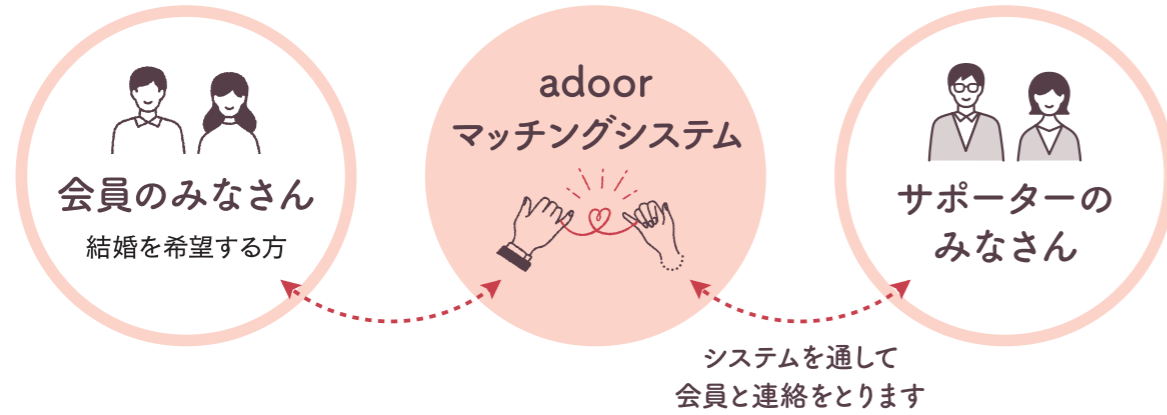 会員のみなさん
結婚を希望する方
adoor
マッチングシステム
サポーターの
みなさん
システムを通して
会員と連絡をとります